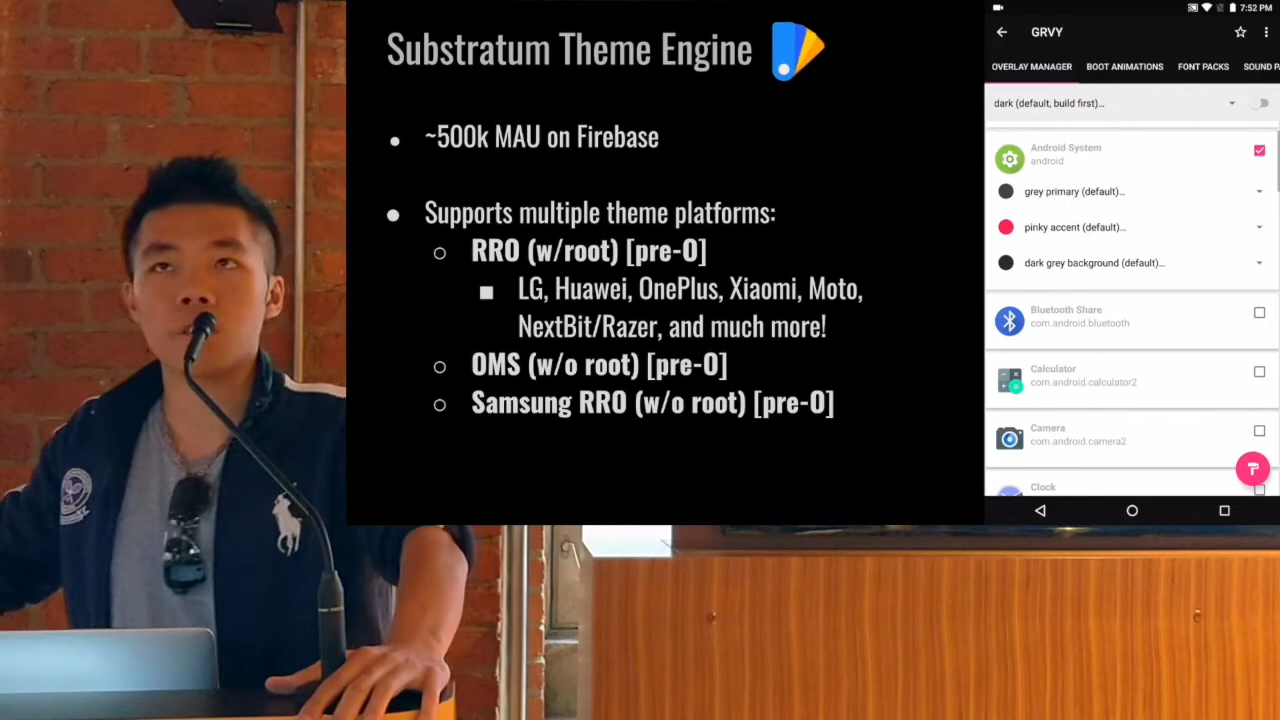 Substratum Theme Engine
~500k MAU on Firebase
Supports multiple theme platforms:
RRO (w/root) [pre-O]
LG, Huawei, OnePlus, Xiaomi, Moto,
NextBit/Razer, and much more!
OMS (w/o root) [pre-O]
Samsung RRO (w/o root) [pre-O]
7:52 PM
GRVY
OVERLAY MANAGER BOOT ANIMATIONS FONT PACKS SOUND PA
dark (default, build first)...
Android System
android
grey primary (default)...
pinky accent (default)...
dark grey background (default)...
Bluetooth Share
com.android.bluetooth
Calculator
com.android.calculator2
Camera
com.android.camera2
Clock